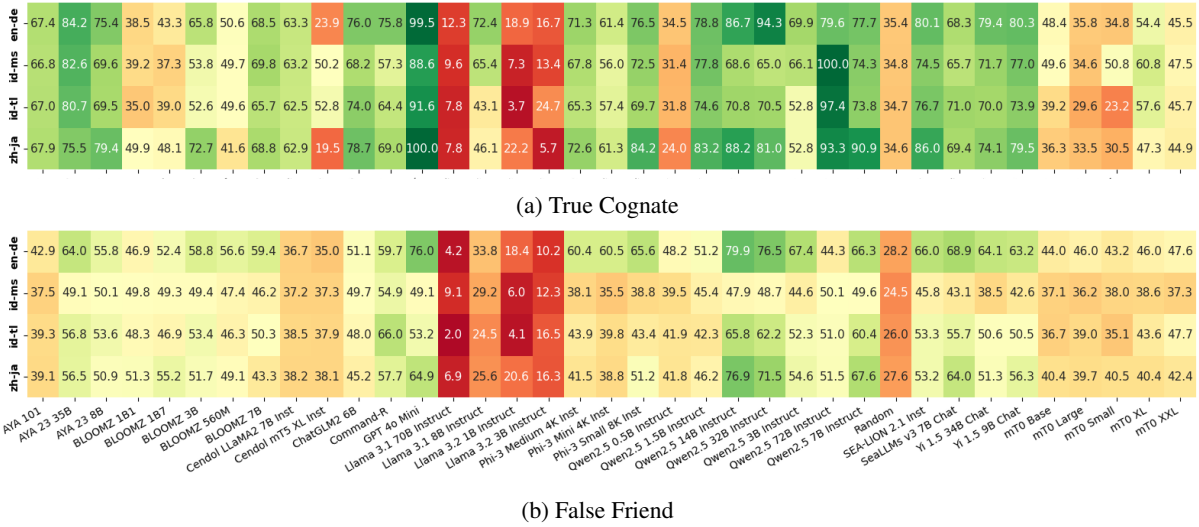 en-de 67.4 84.2 75.4 38.5 43.3 65.8 50.6 68.5 63.3 23.9 76.0 75.8 99.5 12.3 72.4 18.9 16.7 71.3 61.4 76.5 34.5 78.8 86.7 94.3 69.9 79.6 77.7 35.4 80.1 68.3 79.4 80.3 48.4 35.8 34.8 54.4 45.5
id-ms 66.8 82.6 69.6 39.2 37.3 53.8 49.7 69.8 63.2 50.2 68.2 57.3 88.6 9.6 65.4 7.3 13.4 67.8 56.0 72.5 31.4 77.8 68.6 65.0 66.1 100.0 74.3 34.8 74.5 65.7 71.7 77.0 49.6 34.6 50.8 60.8 47.5
id-tl 67.0 80.7 69.5 35.0 39.0 52.6 49.6 65.7 62.5 52.8 74.0 64.4 91.6 7.8 43.1 3.7 24.7 65.3 57.4 69.7 31.8 74.6 70.8 70.5 52.8 97.4 73.8 34.7 76.7 71.0 70.0 73.9 39.2 29.6 23.2 57.6 45.7
zh-ja 67.9 75.5 79.4 49.9 48.1 72.7 41.6 68.8 62.9 19.5 78.7 69.0 100.0 7.8 46.1 22.2 5.7 72.6 61.3 84.2 24.0 83.2 88.2 81.0 52.8 93.3 90.9 34.6 86.0 69.4 74.1 79.5 36.3 33.5 30.5 47.3 44.9
(a) True Cognate
en-de 42.9 64.0 55.8 46.9 52.4 58.8 56.6 59.4 36.7 35.0 51.1 59.7 76.0 4.2 33.8 18.4 10.2 60.4 60.5 65.6 48.2 51.2 79.9 76.5 67.4 44.3 66.3 28.2 66.0 68.9 64.1 63.2 44.0 46.0 43.2 46.0 47.6
id-ms 37.5 49.1 50.1 49.8 49.3 49.4 47.4 46.2 37.2 37.3 49.7 54.9 49.1 9.1 29.2 6.0 12.3 38.1 35.5 38.8 39.5 45.4 47.9 48.7 44.6 50.1 49.6 24.5 45.8 43.1 38.5 42.6 37.1 36.2 38.0 38.6 37.3
id-tl 39.3 56.8 53.6 48.3 46.9 53.4 46.3 50.3 38.5 37.9 48.0 66.0 53.2 2.0 24.5 4.1 16.5 43.9 39.8 43.4 41.9 42.3 65.8 62.2 52.3 51.0 60.4 26.0 53.3 55.7 50.6 50.5 36.7 39.0 35.1 43.6 47.7
zh-ja 39.1 56.5 50.9 51.3 55.2 51.7 49.1 43.3 38.2 38.1 45.2 57.7 64.9 6.9 25.6 20.6 16.3 41.5 38.8 51.2 41.8 46.2 76.9 71.5 54.6 51.5 67.6 27.6 53.2 64.0 51.3 56.3 40.4 39.7 40.5 40.4 42.4
AYA 101
AYA 23 35B
AYA 23 8B
BLOOMZ 1B1
BLOOMZ 1B7
BLOOMZ 3B
BLOOMZ 560M
BLOOMZ 7B
Cendol LLaMA2 7B Inst
Cendol mT5 XL Inst
ChatGLM2 6B
Command-R
GPT 4o Mini
Llama 3.1 70B Instruct
Llama 3.1 8B Instruct
Llama 3.2 1B Instruct
Llama 3.2 3B Instruct
Phi-3 Medium 4K Inst
Phi-3 Mini 4K Inst
Phi-3 Small 8K Inst
Qwen2.5 0.5B Instruct
Qwen2.5 1.5B Instruct
Qwen2.5 14B Instruct
Qwen2.5 32B Instruct
Qwen2.5 3B Instruct
Qwen2.5 72B Instruct
Qwen2.5 7B Instruct
Random
SEA-LION 2.1 Inst
SeaLLMs v3 7B Chat
Yi 1.5 34B Chat
Yi 1.5 9B Chat
mT0 Base
mT0 Large
mT0 Small
mT0 XL
mT0 XXL
(b) False Friend